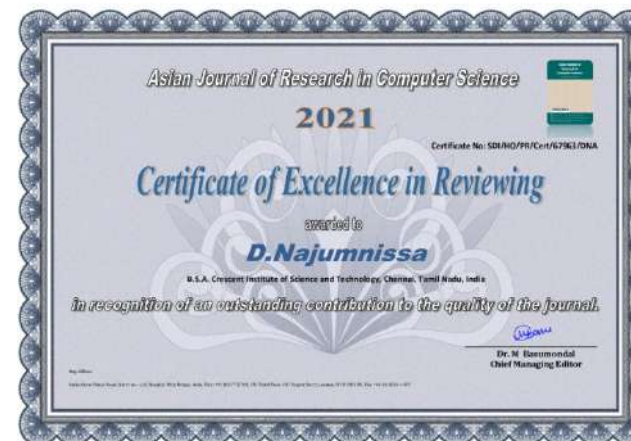 Asian Journal of Research in Computer Science
2021
Certificate No: SDI/HO/PR/Cert/67963/DNA
Certificate of Excellence in Reviewing
awarded to
D.Najumnissa
B.S.A. Crescent Institute of Science and Technology, Chennai, Tamil Nadu, India
in recognition of an outstanding contribution to the quality of the journal.
Dr. M Basumondal
Chief Managing Editor